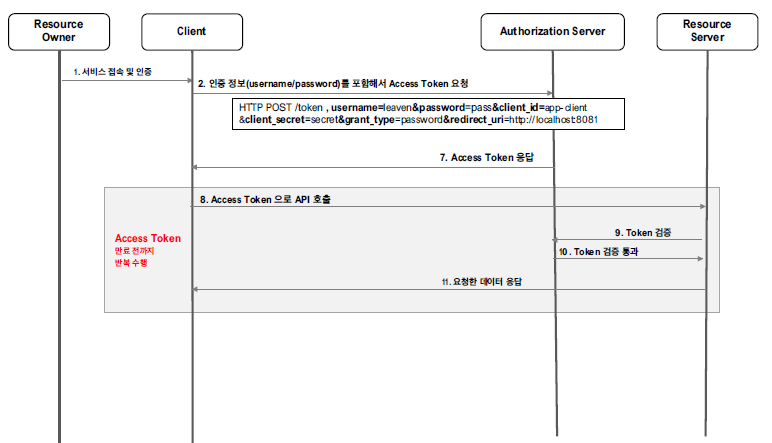 Resource
Owner
Client
Authorization Server
Resource
Server
1. 서비스 접속 및 인증
2. 인증 정보(username/password)를 포함해서 Access Token 요청
HTTP POST /token , username=leaven&password=pass&client_id=app-client
&client_secret=secret&grant_type=password&redirect_uri=http://localhost:8081
7. Access Token 응답
8. Access Token 으로 API 호출
Access Token
만료 전까지
반복 수행
9. Token 검증
10. Token 검증 통과
11. 요청한 데이터 응답